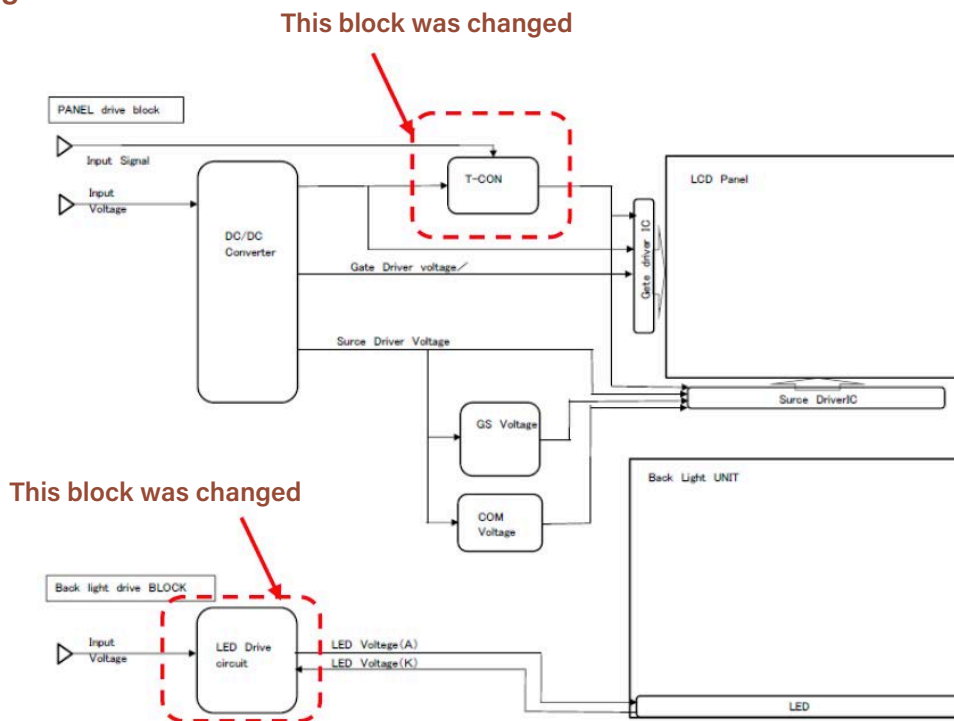 This block was changed
PANEL drive block
Input Signal
Input
Voltage
DC/DC
Converter
T-CON
LCD Panel
Gate driver IC
Gate Driver voltage/
Surce Driver Voltage
Surce DriverIC
GS Voltage
COM
Voltage
Back Light UNIT
This block was changed
Back light drive BLOCK
Input
Voltage
LED Drive
circuit
LED Voltege(A)
LED Voltage(K)
LED